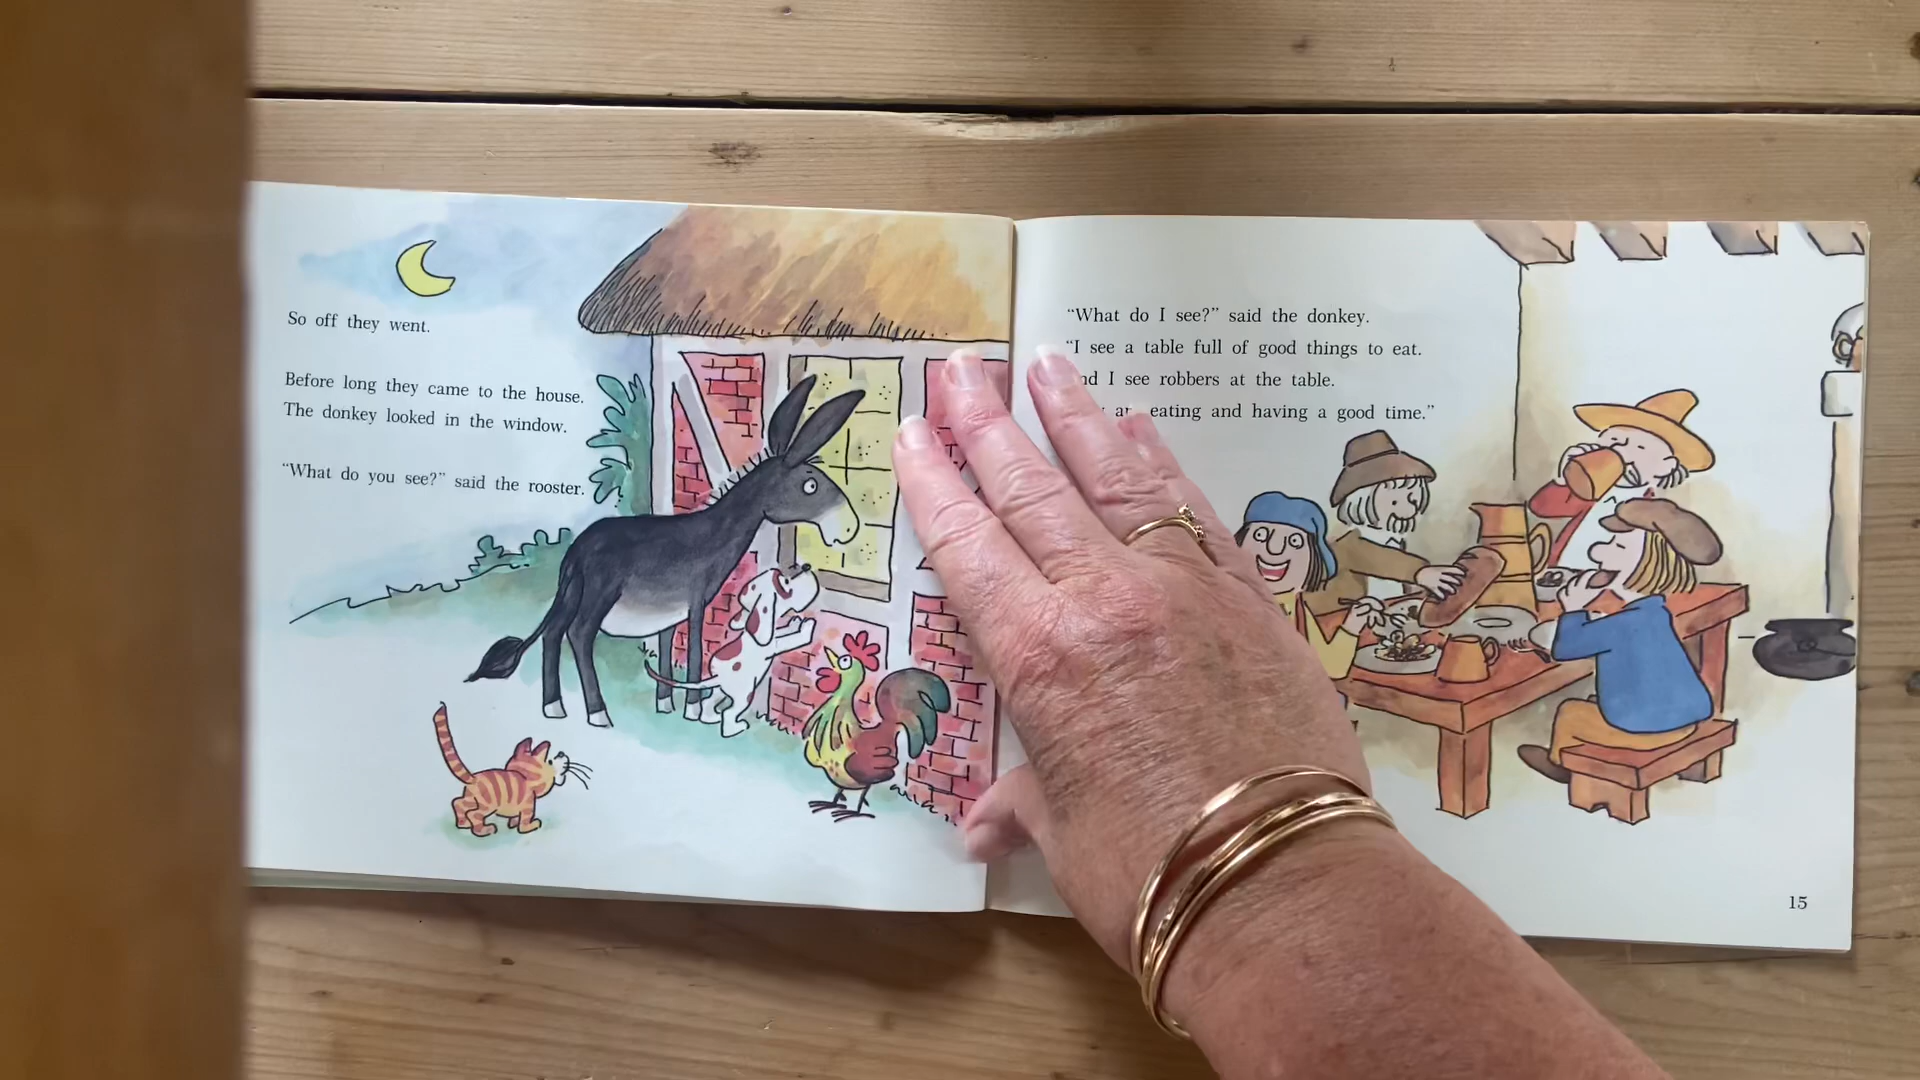 So off they went.
Before long they came to the house.
The donkey looked in the window.
“What do you see?” said the rooster.
“What do I see?” said the donkey.
“I see a table full of good things to eat.
I see robbers at the table.
eating and having a good time.”
15